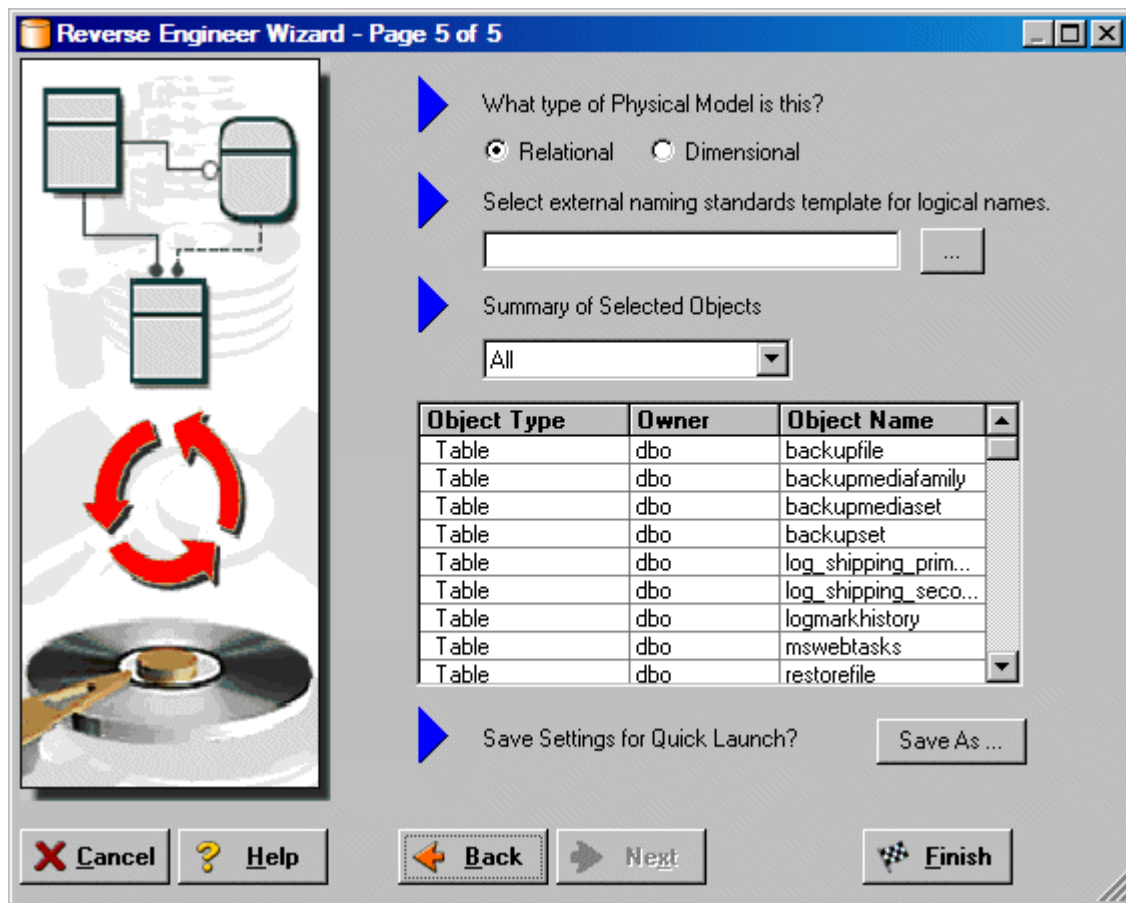 Reverse Engineer Wizard - Page 5 of 5
What type of Physical Model is this?
Relational Dimensional
Select external naming standards template for logical names.
...
Summary of Selected Objects
All
Object Type Owner Object Name
Table dbo backupfile
Table dbo backupmediafamily
Table dbo backupmediaset
Table dbo backupset
Table dbo log_shipping_prim...
Table dbo log_shipping_seco...
Table dbo logmarkhistory
Table dbo mswebtasks
Table dbo restorefile
Save Settings for Quick Launch? Save As ...
Cancel Help Back Next Finish